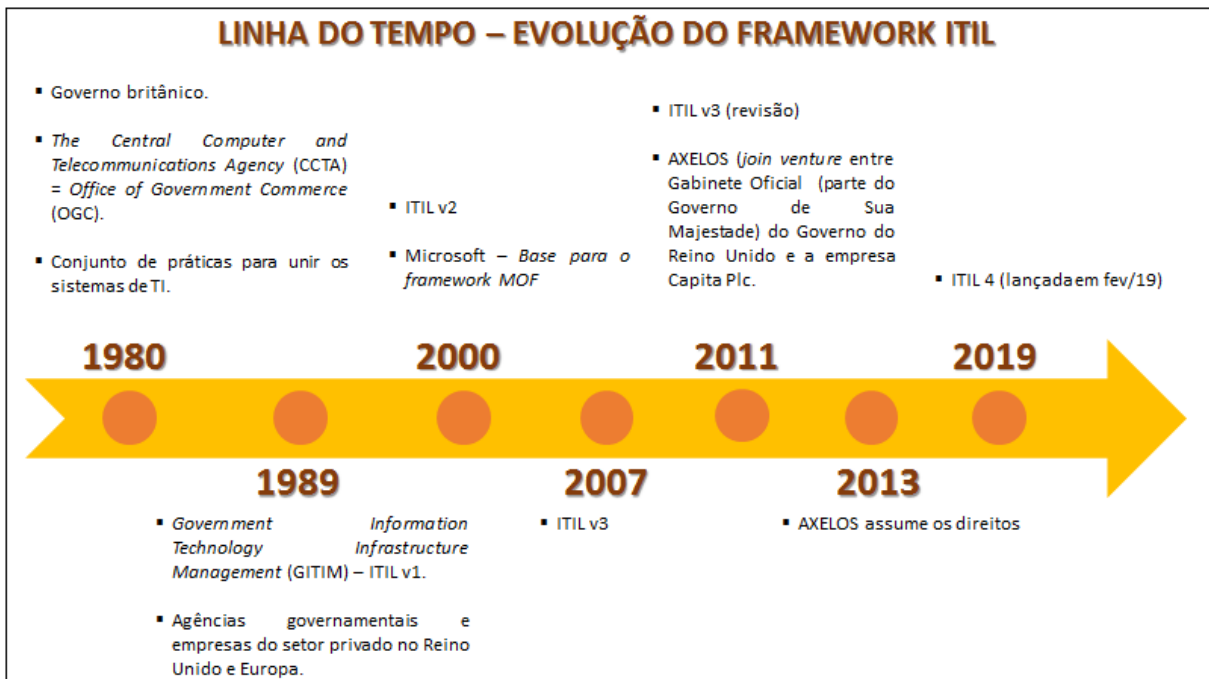 LINHA DO TEMPO – EVOLUÇÃO DO FRAMEWORK ITIL
▪ Governo britânico.
▪ The Central Computer and
Telecommunications Agency (CCTA)
= Office of Government Commerce
(OGC).
▪ Conjunto de práticas para unir os
sistemas de TI.
▪ ITIL v2
▪ Microsoft – Base para o
framework MOF
▪ ITIL v3 (revisão)
▪ AXELOS (join venture entre
Gabinete Oficial (parte do
Governo de Sua
Majestade) do Governo do
Reino Unido e a empresa
Capita Plc.
▪ ITIL 4 (lançada em fev/19)
1980
2000
2011
2019
1989
2007
2013
▪ Government Information
Technology Infrastructure
Management (GITIM) – ITIL v1.
▪ Agências governamentais e
empresas do setor privado no Reino
Unido e Europa.
▪ ITIL v3
▪ AXELOS assume os direitos